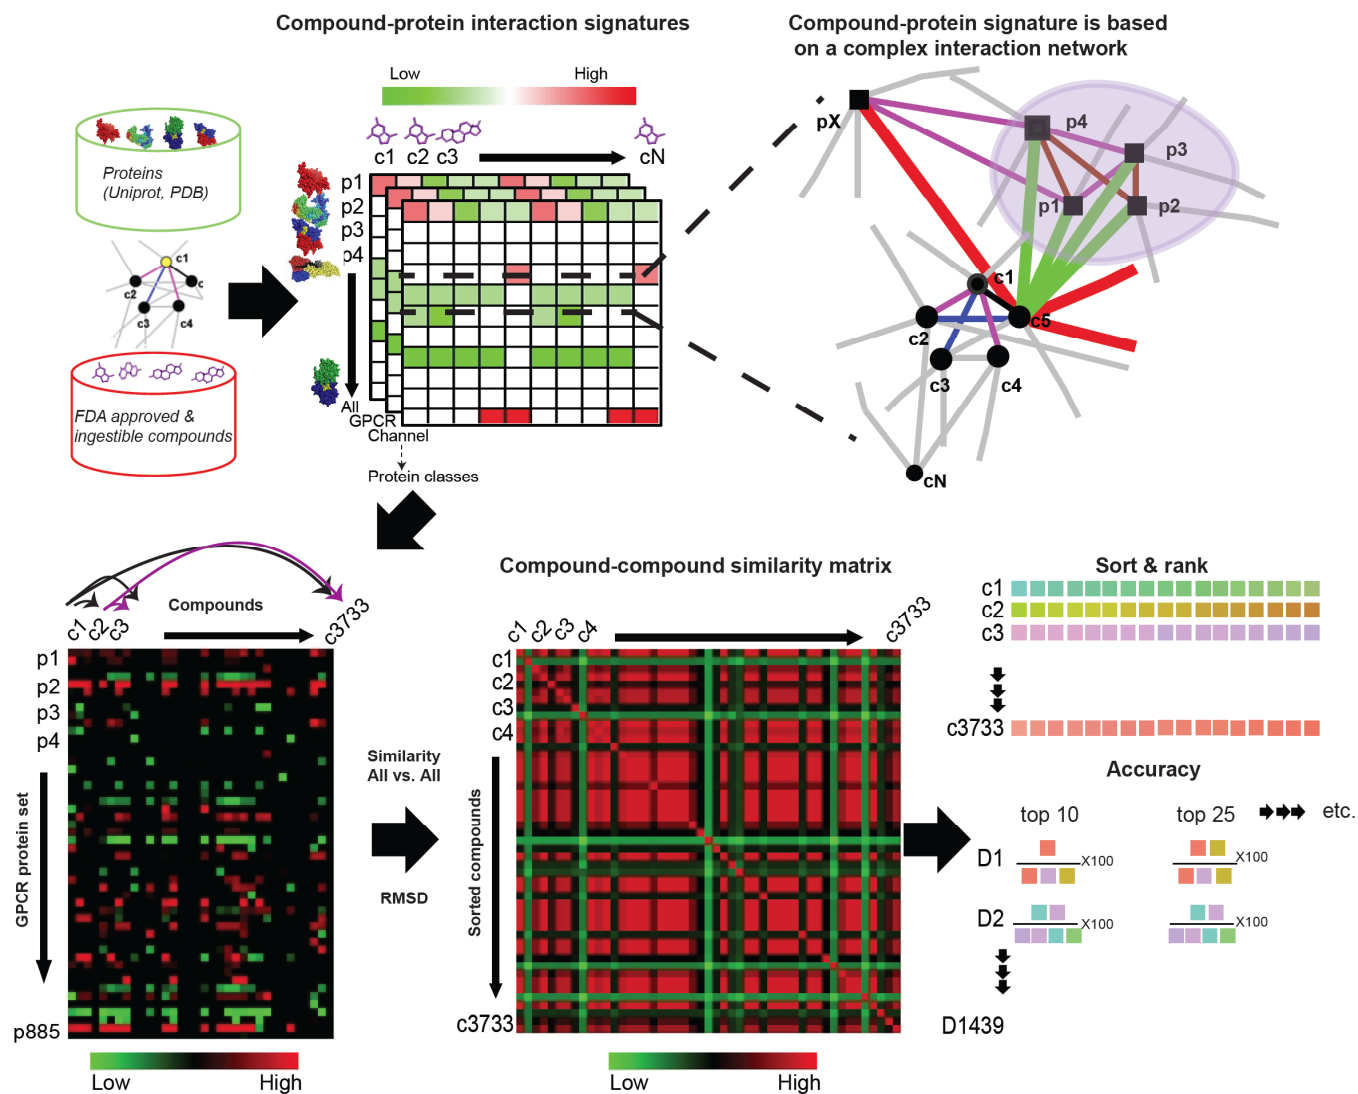 Compound-protein interaction signatures
Compound-protein signature is based
on a complex interaction network
Low
High
c1
c2
c3
cN
Proteins
(Uniprot, PDB)
c1
c2
c
c3
c4
FDA approved &
ingestible compounds
p1
p2
p3
p4
All
GPCR
Channel
Protein classes
pX
p4
p3
p1
p2
c1
c5
c2
c3
c4
cN
Compounds
c1
c2
c3
c3733
p1
p2
p3
p4
GPCR protein set
p885
Low
High
Similarity
All vs. All
RMSD
Compound-compound similarity matrix
c1
c2
c3
c4
c3733
c1
c2
c3
c4
Sorted compounds
c3733
Low
High
Sort & rank
c1
c2
c3
c3733
Accuracy
top 10
top 25
etc.
D1
X100
X100
D2
X100
X100
D1439